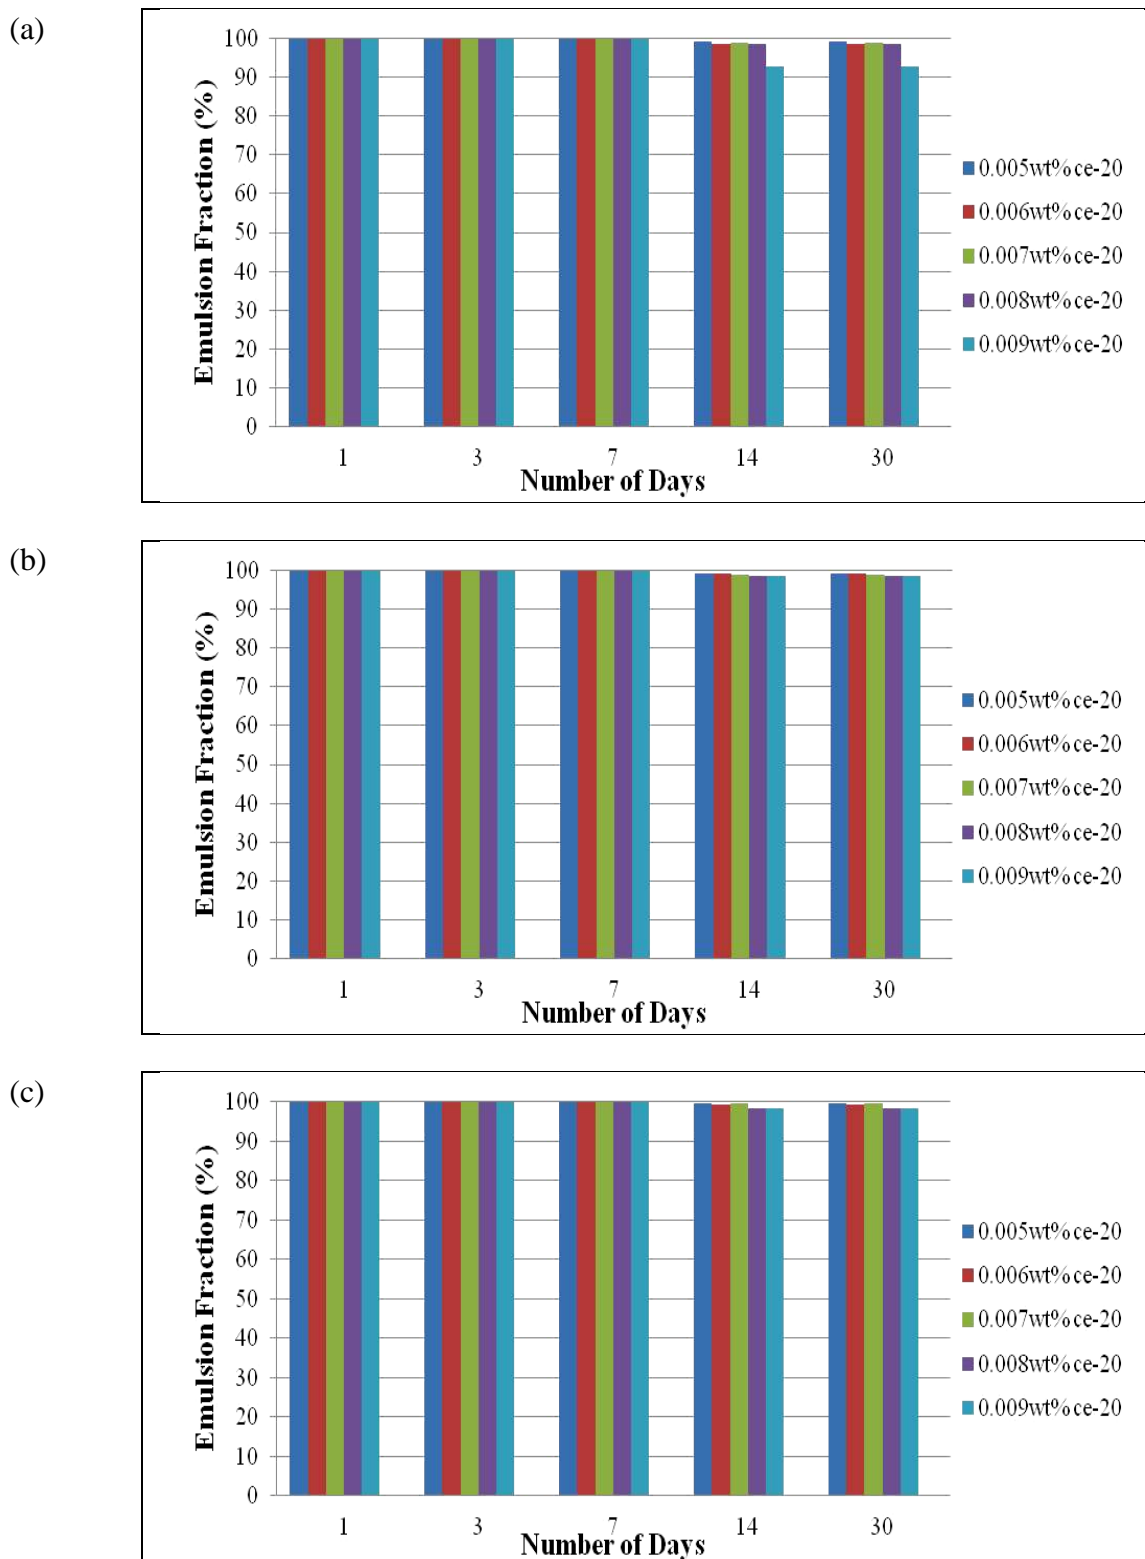 (a)
100
90
80
70
60
50
40
30
20
10
0
Emulsion Fraction (%)
1 3 7 14 30
Number of Days
0.005wt%ce-20
0.006wt%ce-20
0.007wt%ce-20
0.008wt%ce-20
0.009wt%ce-20
(b)
100
90
80
70
60
50
40
30
20
10
0
Emulsion Fraction (%)
1 3 7 14 30
Number of Days
0.005wt%ce-20
0.006wt%ce-20
0.007wt%ce-20
0.008wt%ce-20
0.009wt%ce-20
(c)
100
90
80
70
60
50
40
30
20
10
0
Emulsion Fraction (%)
1 3 7 14 30
Number of Days
0.005wt%ce-20
0.006wt%ce-20
0.007wt%ce-20
0.008wt%ce-20
0.009wt%ce-20